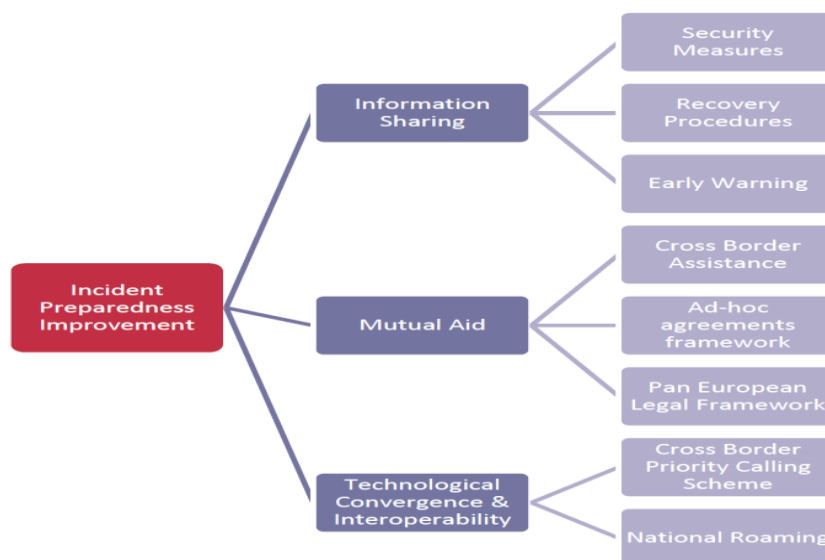 Security
Measures
Information
Sharing
Recovery
Procedures
Early Warning
Incident
Preparedness
Improvement
Cross Border
Assistance
Mutual Aid
Ad-hoc
agreements
framework
Pan European
Legal Framework
Technological
Convergence &
Interoperability
Cross Border
Priority Calling
Scheme
National Roaming